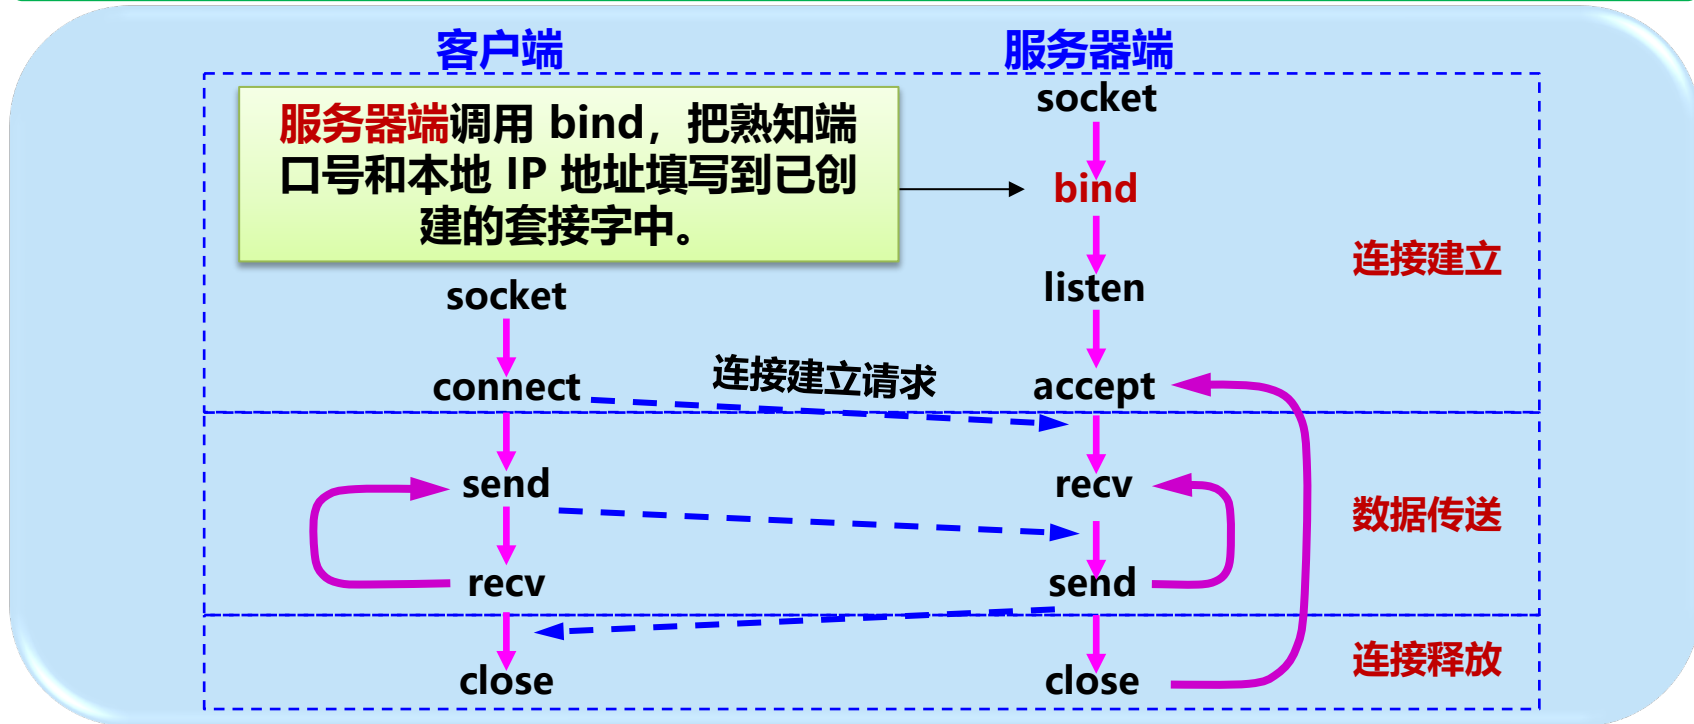 客户端
服务器端
服务器端调用 bind，把熟知端
口号和本地 IP 地址填写到已创
建的套接字中。
socket
bind
listen
accept
连接建立
socket
connect
连接建立请求
send
recv
recv
send
数据传送
close
close
连接释放